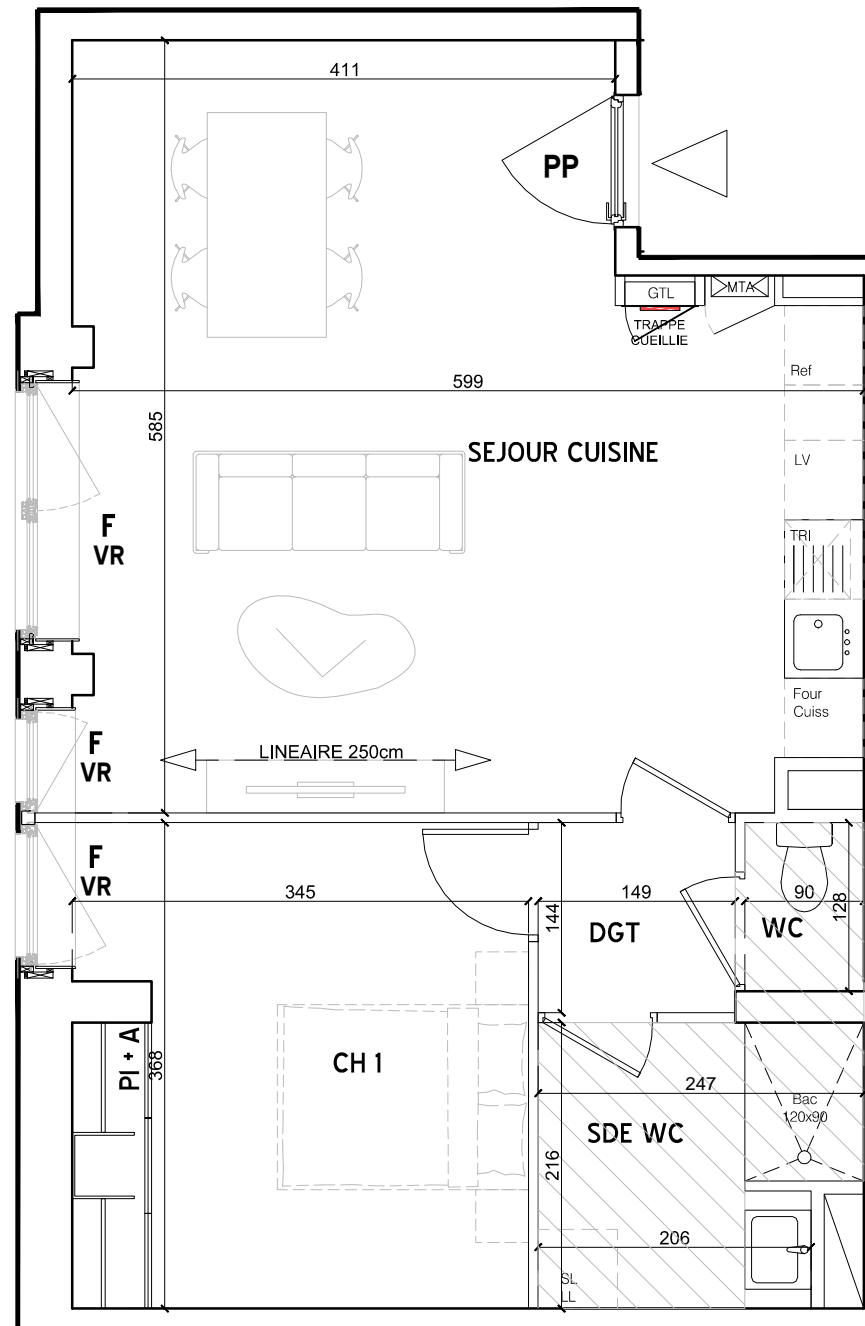 411
PP
GTL
MTA
TRAPPE
CUEILLIE
Ref
599
585
SEJOUR CUISINE
LV
F
VR
TRI
Four
Cuiss
F
VR
LINEAIRE 250cm
F
VR
345
149
90
128
144
DGT
WC
PI + A
368
CH 1
247
Bac
120x90
SDE WC
216
206
SL
LL